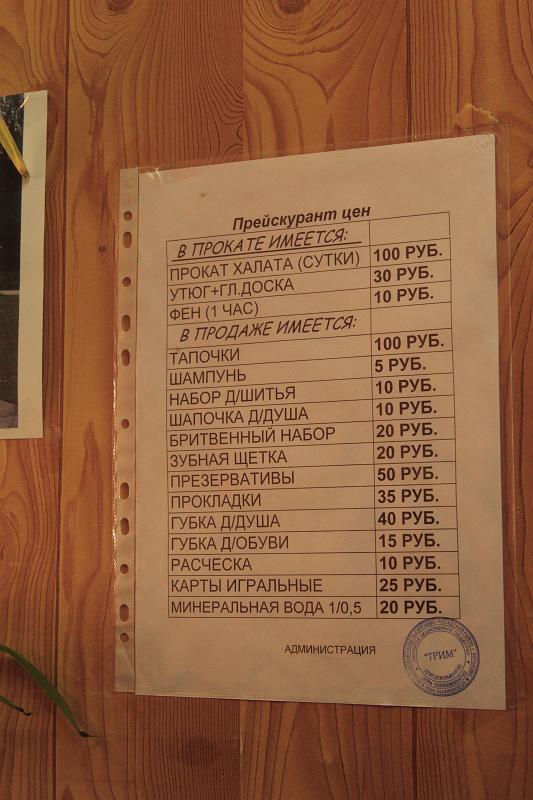 Прейскурант цен
В ПРОКАТЕ ИМЕЕТСЯ:
ПРОКАТ ХАЛАТА (СУТКИ) 100 РУБ.
УТЮГ+ГЛ.ДОСКА 30 РУБ.
ФЕН (1 ЧАС) 10 РУБ.
В ПРОДАЖЕ ИМЕЕТСЯ:
ТАПОЧКИ 100 РУБ.
ШАМПУНЬ 5 РУБ.
НАБОР Д/ШИТЬЯ 10 РУБ.
ШАПОЧКА Д/ДУША 10 РУБ.
БРИТВЕННЫЙ НАБОР 20 РУБ.
ЗУБНАЯ ЩЕТКА 20 РУБ.
ПРЕЗЕРВАТИВЫ 50 РУБ.
ПРОКЛАДКИ 35 РУБ.
ГУБКА Д/ДУША 40 РУБ.
ГУБКА Д/ОБУВИ 15 РУБ.
РАСЧЕСКА 10 РУБ.
КАРТЫ ИГРАЛЬНЫЕ 25 РУБ.
МИНЕРАЛЬНАЯ ВОДА 1/0,5 20 РУБ.
АДМИНИСТРАЦИЯ
"ТРИМ"